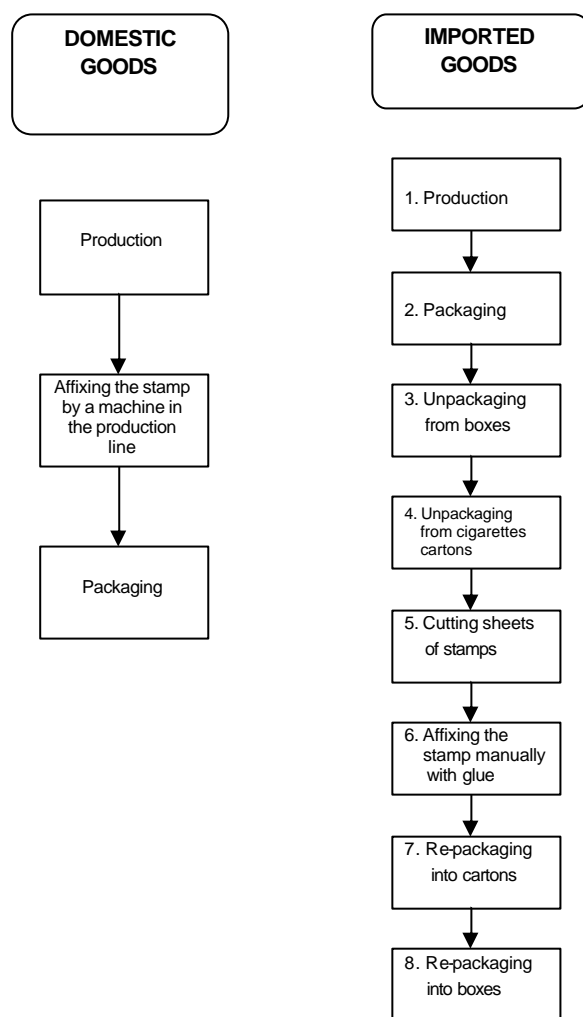 DOMESTIC
GOODS
Production
Affixing the stamp
by a machine in
the production
line
Packaging
IMPORTED
GOODS
1. Production
2. Packaging
3. Unpackaging
from boxes
4. Unpackaging
from cigarettes
cartons
5. Cutting sheets
of stamps
6. Affixing the
stamp manually
with glue
7. Re-packaging
into cartons
8. Re-packaging
into boxes